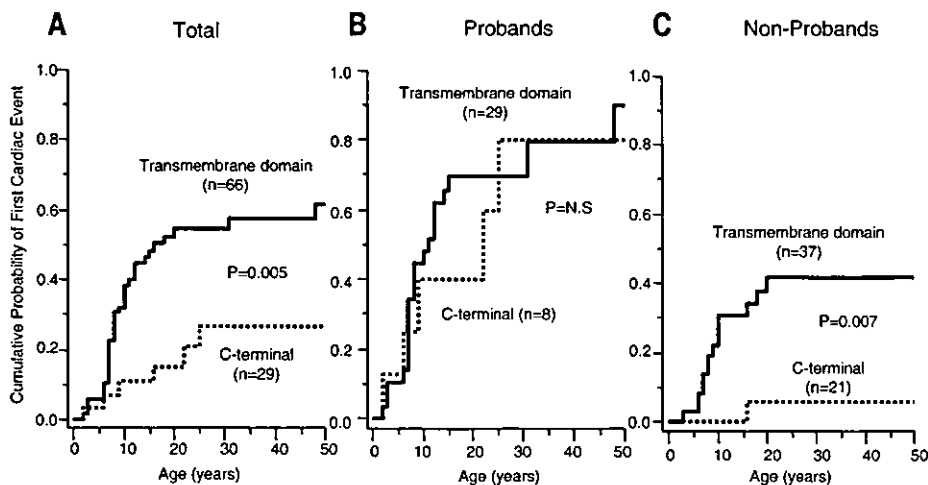 A Total
B Probands
C Non-Probands
Cumulative Probability of First Cardiac Event
1.0
0.8
0.6
0.4
0.2
0.0
Transmembrane domain
(n=66)
P=0.005
C-terminal
(n=29)
0 10 20 30 40 50
Age (years)
1.0
0.8
0.6
0.4
0.2
0.0
Transmembrane domain
(n=29)
P=N.S
C-terminal (n=8)
0 10 20 30 40 50
Age (years)
1.0
0.8
0.6
0.4
0.2
0.0
Transmembrane domain
(n=37)
P=0.007
C-terminal
(n=21)
0 10 20 30 40 50
Age (years)